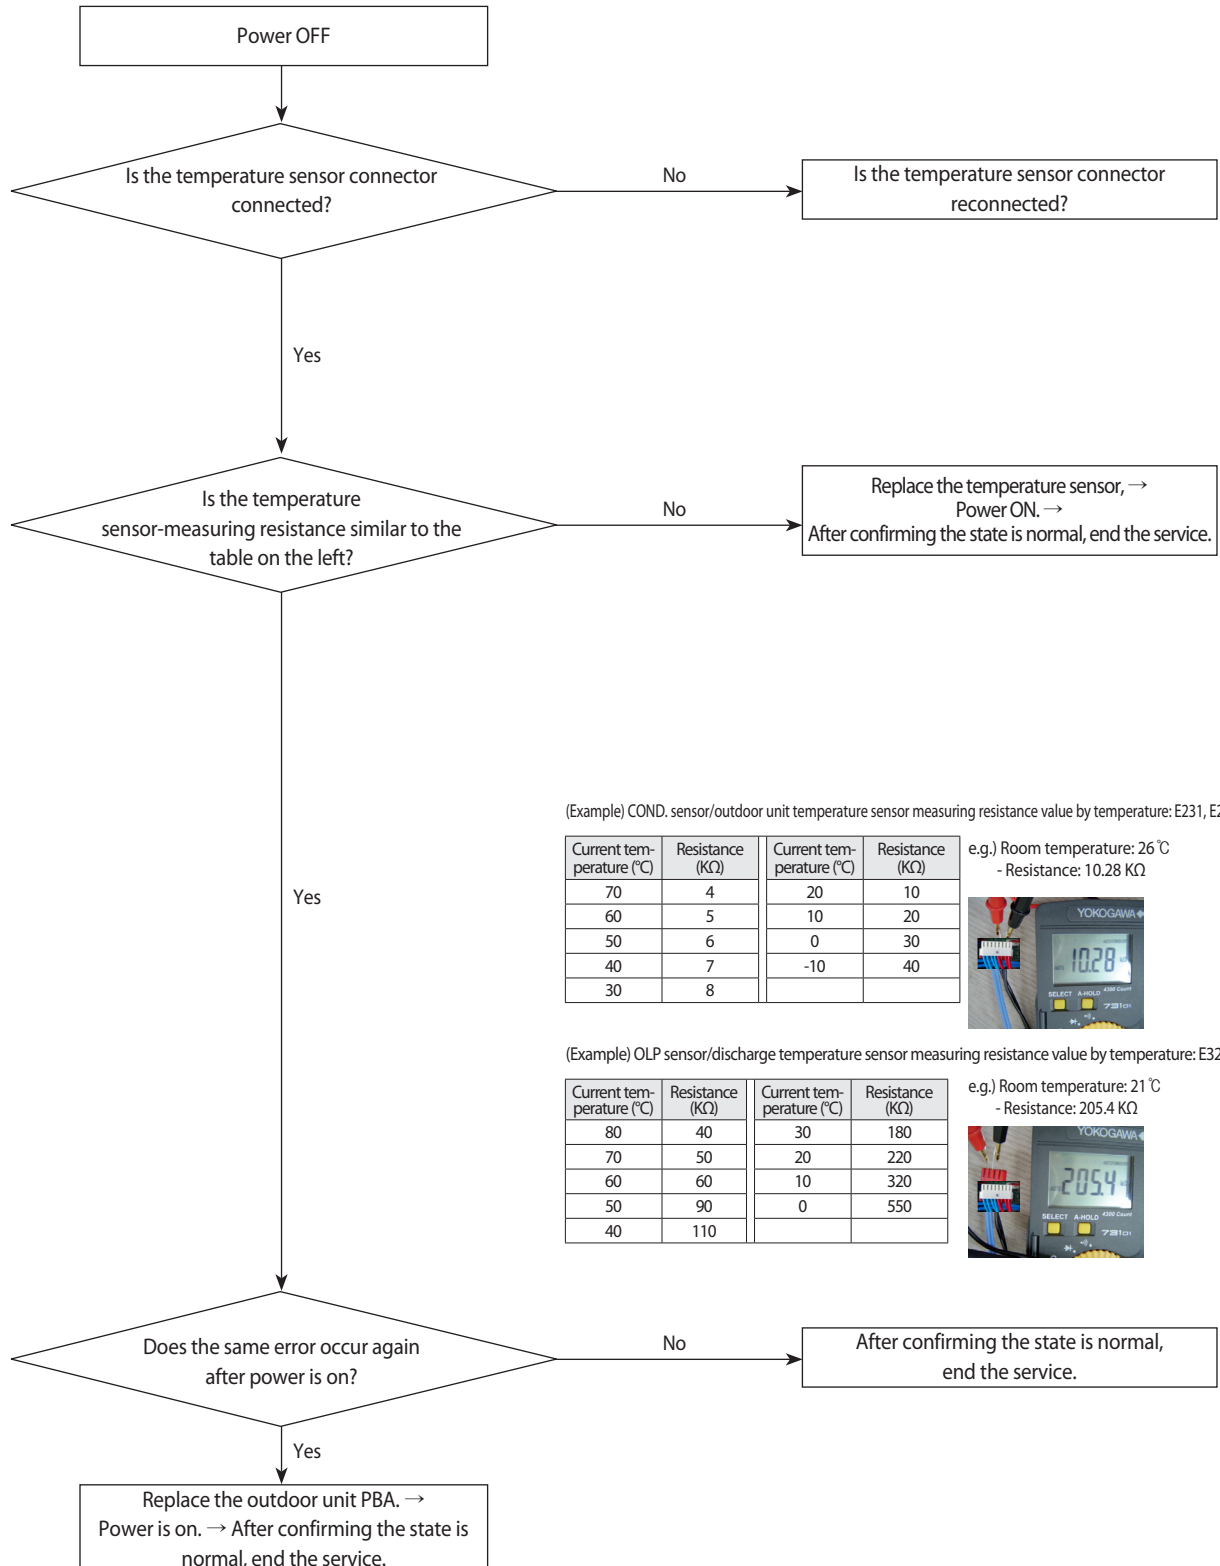 Power OFF
Is the temperature sensor connector
connected?
No
Is the temperature sensor connector
reconnected?
Yes
Is the temperature
sensor-measuring resistance similar to the
table on the left?
No
Replace the temperature sensor, →
Power ON. →
After confirming the state is normal, end the service.
Yes
(Example) COND. sensor/outdoor unit temperature sensor measuring resistance value by temperature: E231, E2
Current tem-
perature (°C)
Resistance
(KΩ)
Current tem-
perature (°C)
Resistance
(KΩ)
70 4 20 10
60 5 10 20
50 6 0 30
40 7 -10 40
30 8
e.g.) Room temperature: 26℃
- Resistance: 10.28 KΩ
YOKOGAWA
10.28
4300 Count
SELECT A-HOLD
731
(Example) OLP sensor/discharge temperature sensor measuring resistance value by temperature: E32
Current tem-
perature (°C)
Resistance
(KΩ)
Current tem-
perature (°C)
Resistance
(KΩ)
80 40 30 180
70 50 20 220
60 60 10 320
50 90 0 550
40 110
e.g.) Room temperature: 21℃
- Resistance: 205.4 KΩ
YOKOGAWA
205.4
4300 Count
SELECT A-HOLD
731
Does the same error occur again
after power is on?
No
After confirming the state is normal,
end the service.
Yes
Replace the outdoor unit PBA. →
Power is on. → After confirming the state is
normal, end the service.